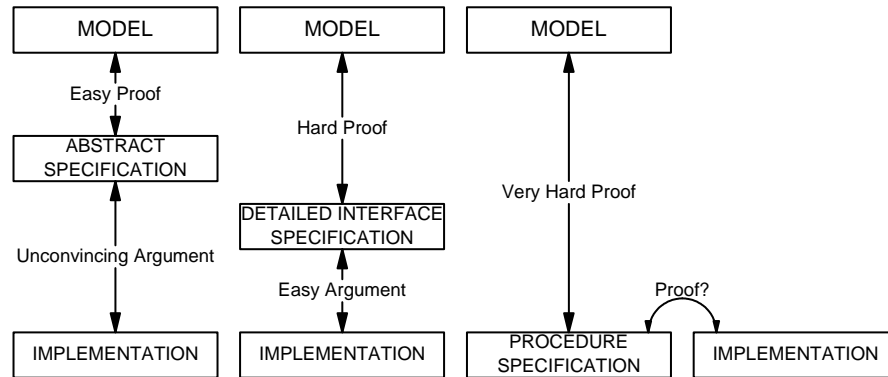 MODEL
Easy Proof
ABSTRACT
SPECIFICATION
Unconvincing Argument
IMPLEMENTATION
MODEL
Hard Proof
DETAILED INTERFACE
SPECIFICATION
Easy Argument
IMPLEMENTATION
MODEL
Very Hard Proof
PROCEDURE
SPECIFICATION
Proof?
IMPLEMENTATION